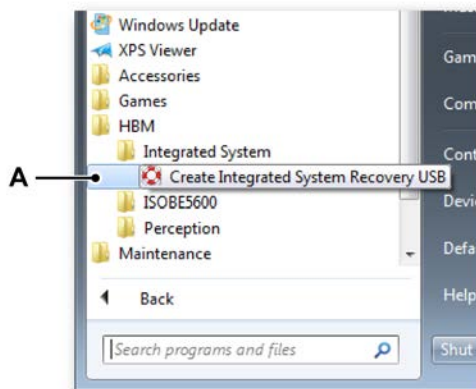 Windows Update
XPS Viewer
Accessories
Games
HBM
Integrated System
A
Create Integrated System Recovery USB
ISOBE5600
Perception
Maintenance
Back
Search programs and files
Gam
Com
Cont
Devi
Defa
Help
Shut